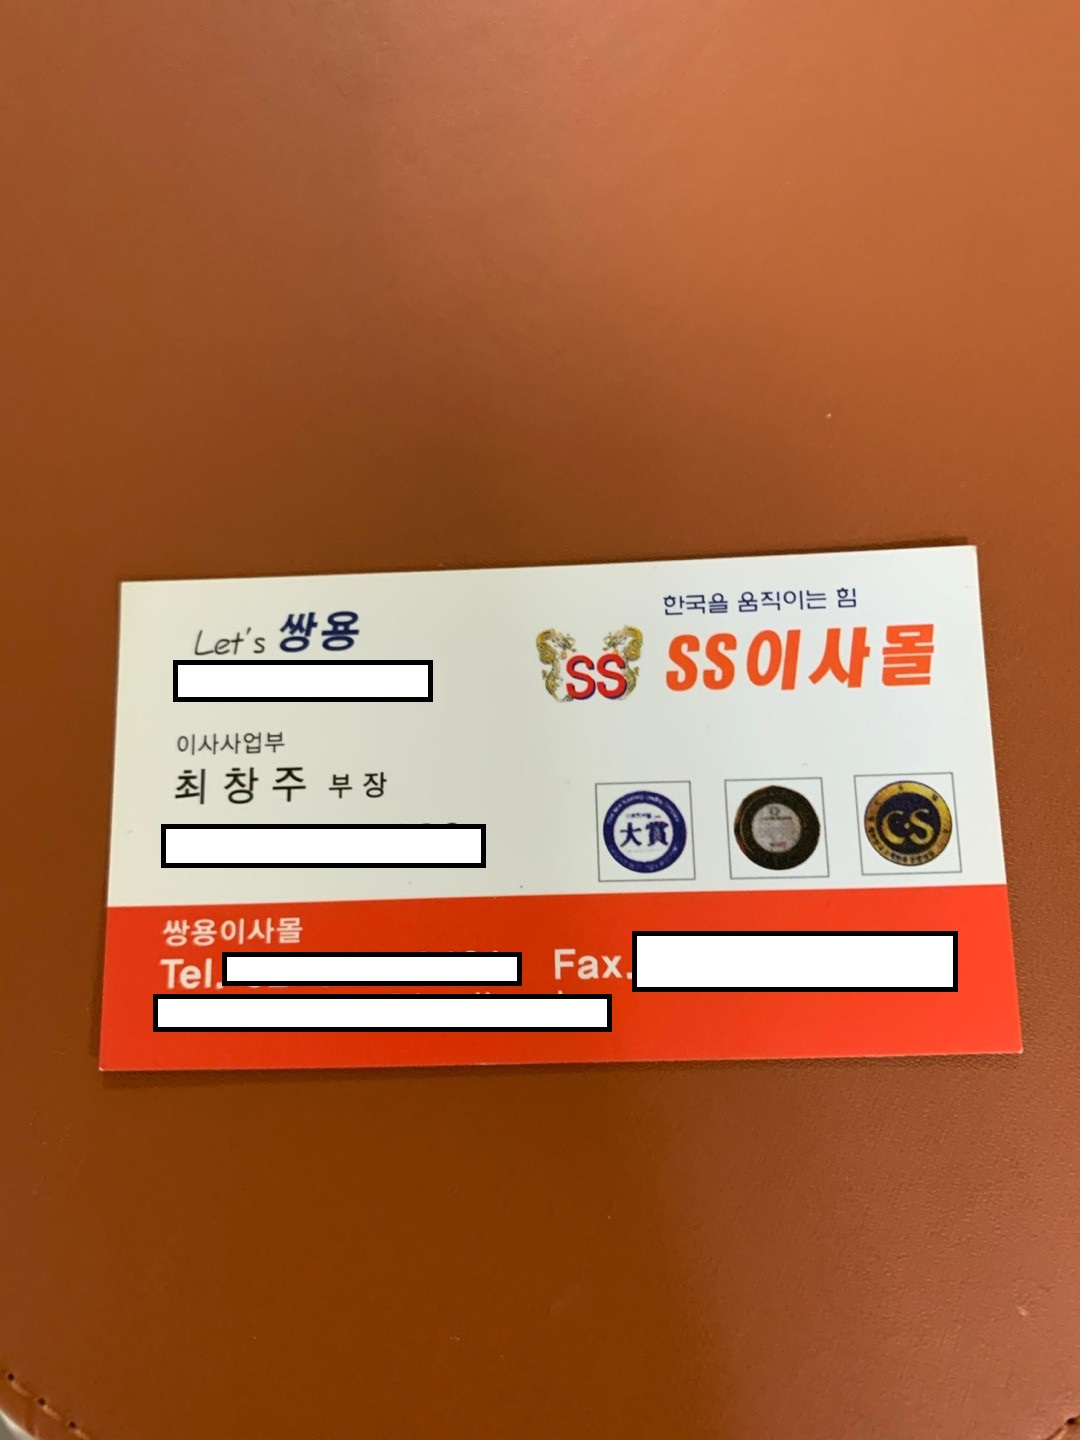 Let's 쌍용
한국을 움직이는 힘
SS
SS이사몰
이사사업부
최창주 부장
大賞
C·S
쌍용이사몰
Tel.
Fax.